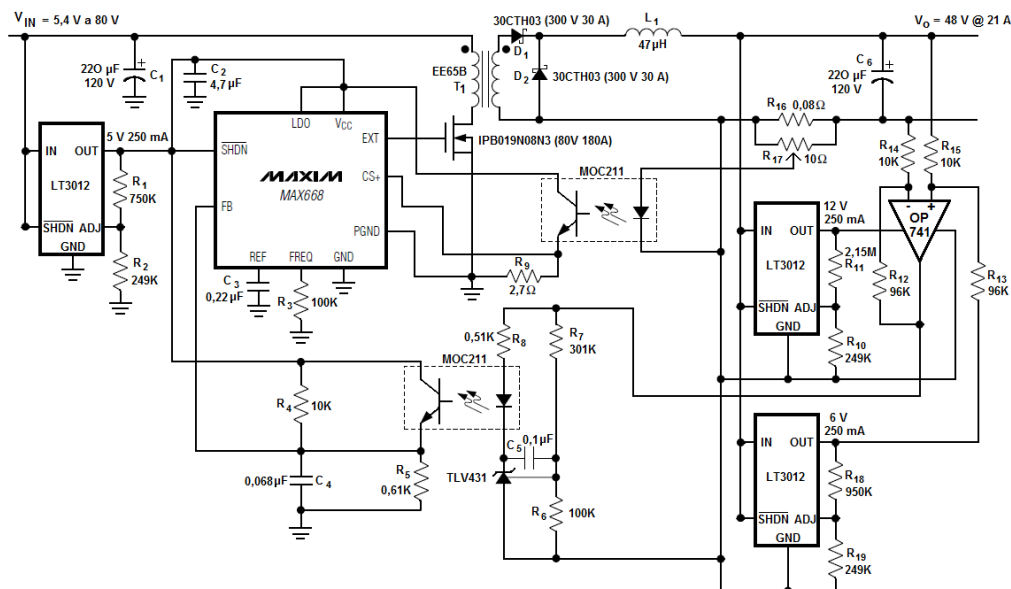 V IN = 5,4 V a 80 V
30CTH03 (300 V 30 A)
L1
47 µH
Vo = 48 V @ 21 A
D1
D2
30CTH03 (300 V 30 A)
EE65B
T1
22O µF
120 V
C1
C2
4,7 µF
C6
22O µF
120 V
R16 0,08Ω
R17 10Ω
R14
10K
R15
10K
LDO
VCC
EXT
IPB019N08N3 (80V 180A)
5 V 250 mA
IN OUT
LT3012
SHDN ADJ
GND
R1
750K
R2
249K
SHDN
MAXIM
MAX668
CS+
FB
PGND
REF FREQ GND
MOC211
C3
0,22µF
R3 100K
R9
2,7Ω
12 V
250 mA
IN OUT
LT3012
SHDN ADJ
GND
2,15M
R11
R10
249K
- +
OP
741
R12
96K
R13
96K
0,51K R8
R7
301K
MOC211
R4 10K
C5 0,1µF
0,068µF C4
R5
0,61K
TLV431
R6 100K
6 V
250 mA
IN OUT
LT3012
SHDN ADJ
GND
R18
950K
R19
249K